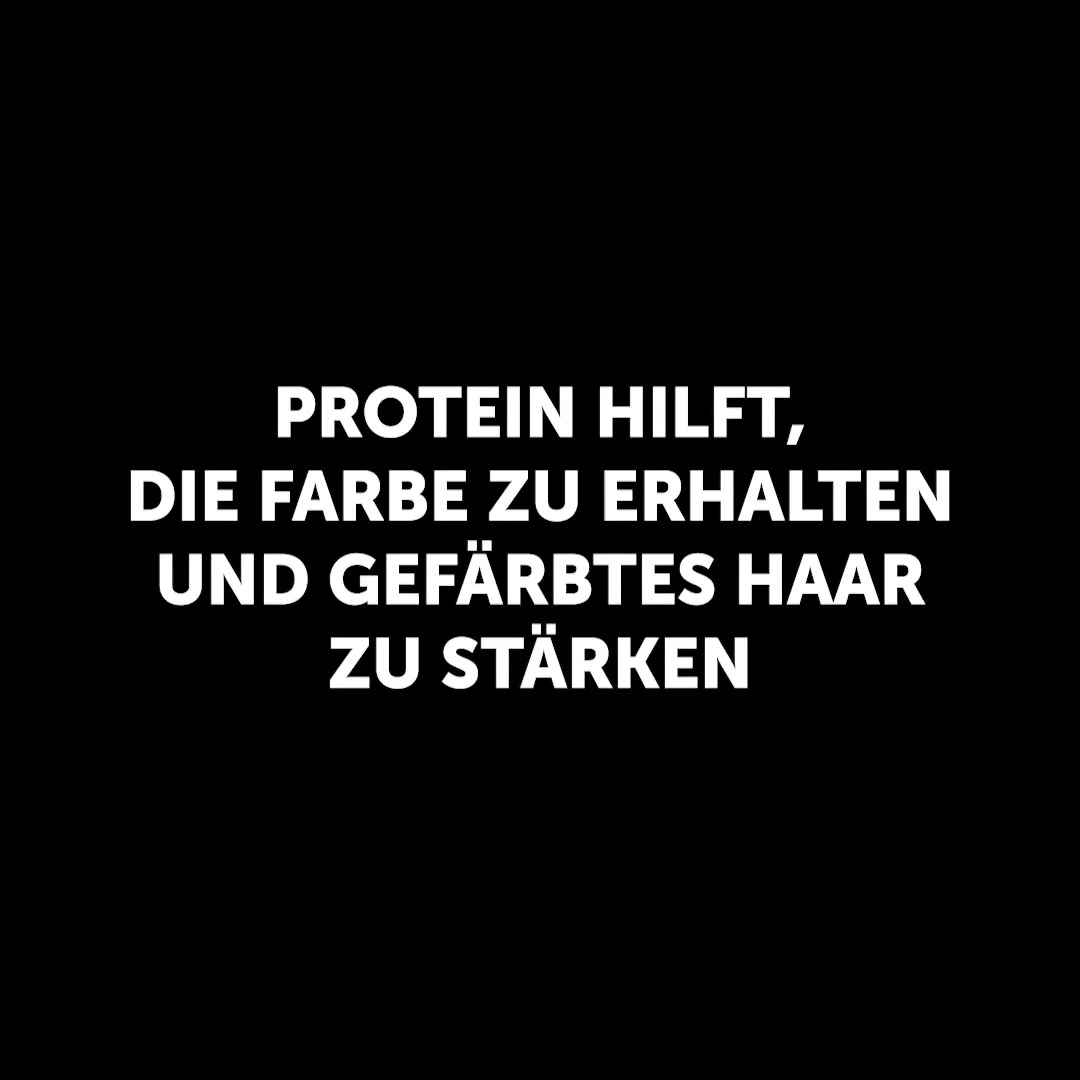 PROTEIN HILFT,
DIE FARBE ZU ERHALTEN
UND GEFÄRBTES HAAR
ZU STÄRKEN